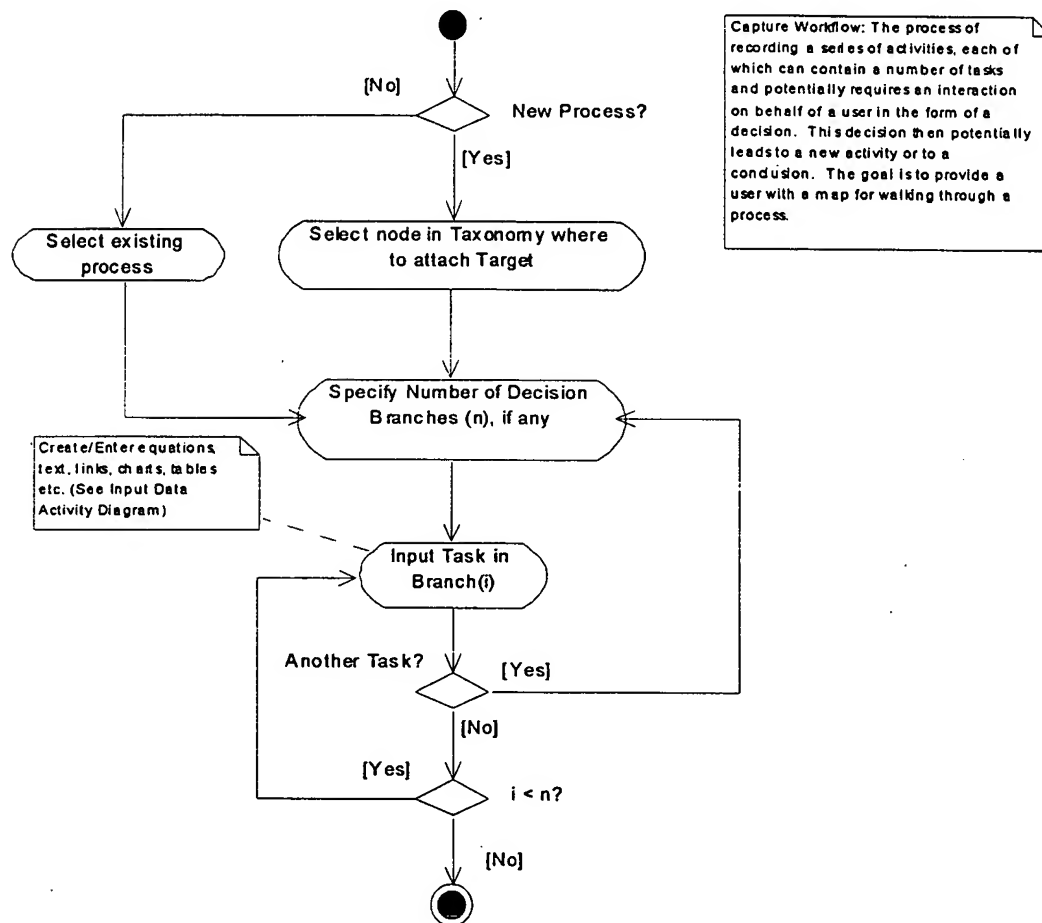 Capture Workflow: The process of
recording a series of activities, each of
which can contain a number of tasks
and potentially requires an interaction
on behalf of a user in the form of a
decision. This decision then potentially
leads to a new activity or to a
conclusion. The goal is to provide a
user with a map for walking through a
process.
[No]
New Process?
[Yes]
Select existing
process
Select node in Taxonomy where
to attach Target
Specify Number of Decision
Branches (n), if any
Create/Enter equations,
text, links, charts, tables
etc. (See Input Data
Activity Diagram)
Input Task in
Branch(i)
Another Task?
[Yes]
[No]
[Yes]
i < n?
[No]